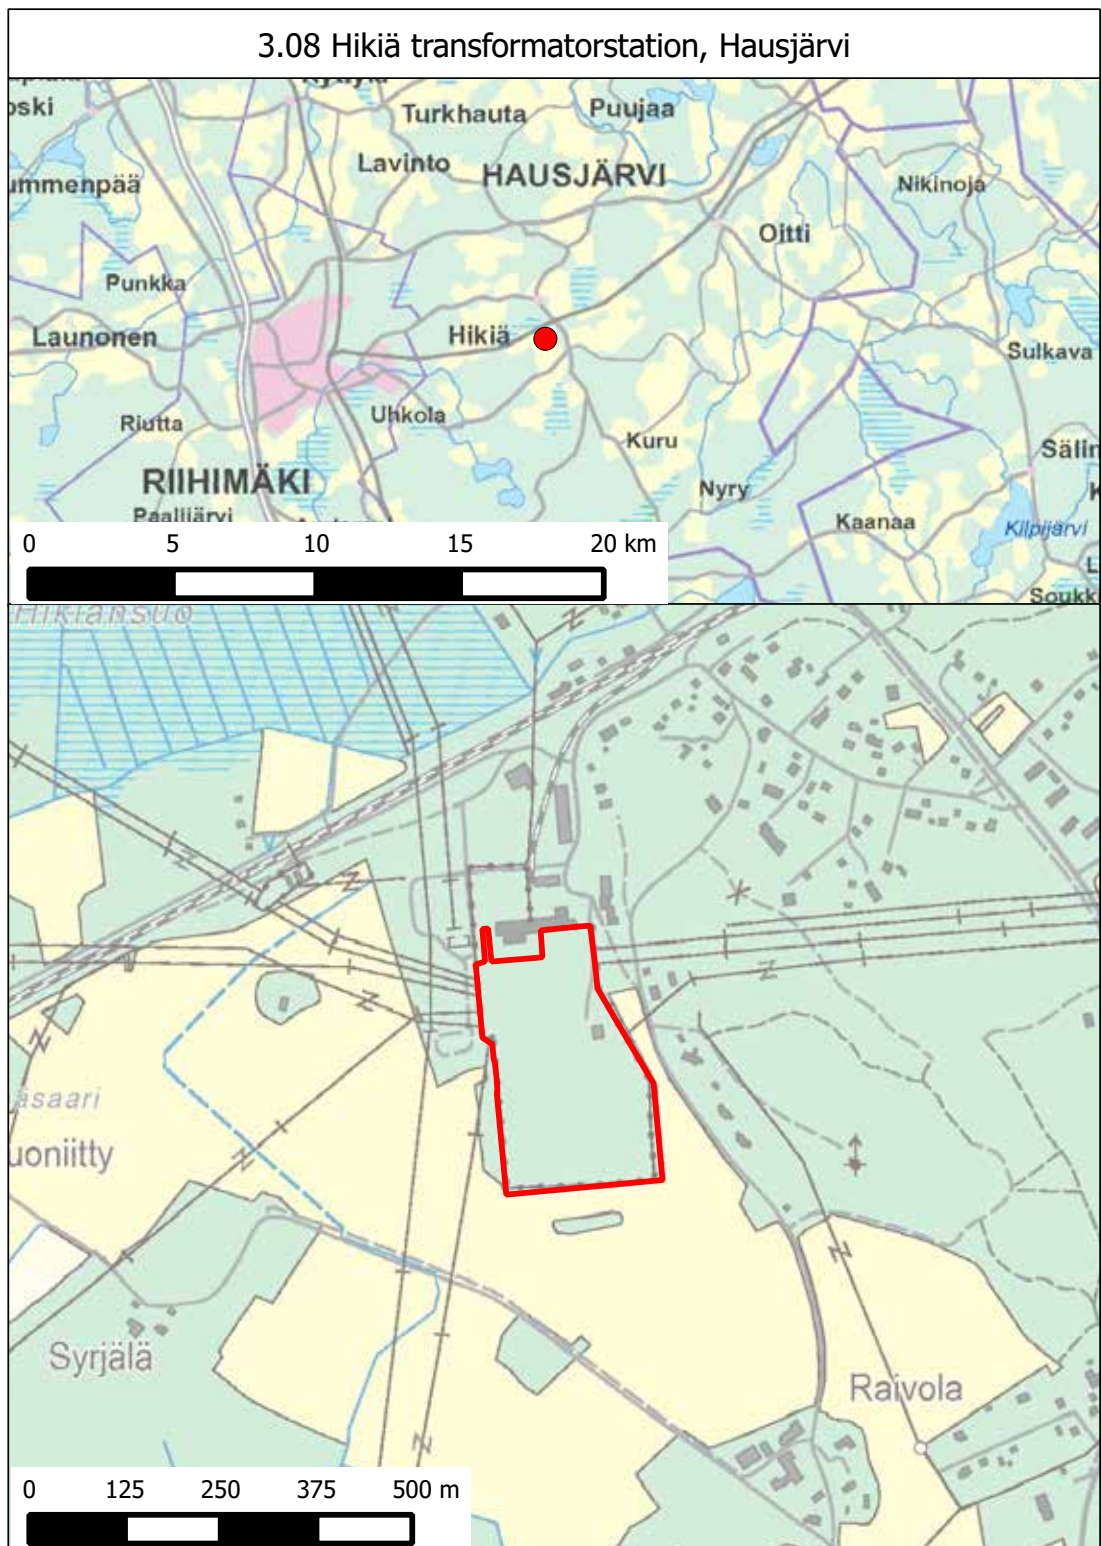 3.08 Hikiä transformatorstation, Hausjärvi
Turkhauta
Puujaa
Lavinto
HAUSJÄRVI
Nikinoja
Oitti
Punkka
Launonen
Hikiä
Sulkava
Riutta
Uhkola
Kuru
RIIHIMÄKI
Nyry
Kaanaa
Kilpijärvi
0 5 10 15 20 km
Hikiänsuo
Syrjälä
Raivola
0 125 250 375 500 m